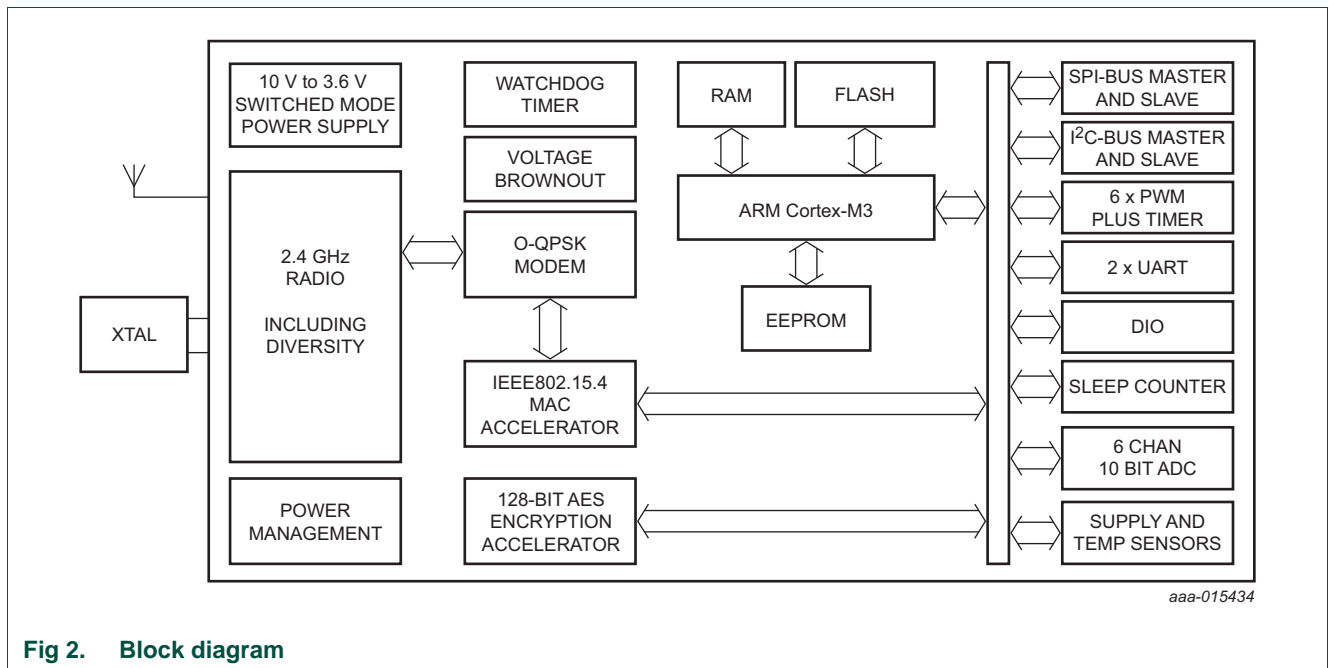 10 V to 3.6 V
SWITCHED MODE
POWER SUPPLY
WATCHDOG
TIMER
RAM
FLASH
SPI-BUS MASTER
AND SLAVE
VOLTAGE
BROWNOUT
I²C-BUS MASTER
AND SLAVE
ARM Cortex-M3
6 x PWM
PLUS TIMER
2.4 GHz
RADIO
INCLUDING
DIVERSITY
O-QPSK
MODEM
2 x UART
EEPROM
DIO
XTAL
IEEE802.15.4
MAC
ACCELERATOR
SLEEP COUNTER
6 CHAN
10 BIT ADC
POWER
MANAGEMENT
128-BIT AES
ENCRYPTION
ACCELERATOR
SUPPLY AND
TEMP SENSORS
aaa-015434
Fig 2. Block diagram